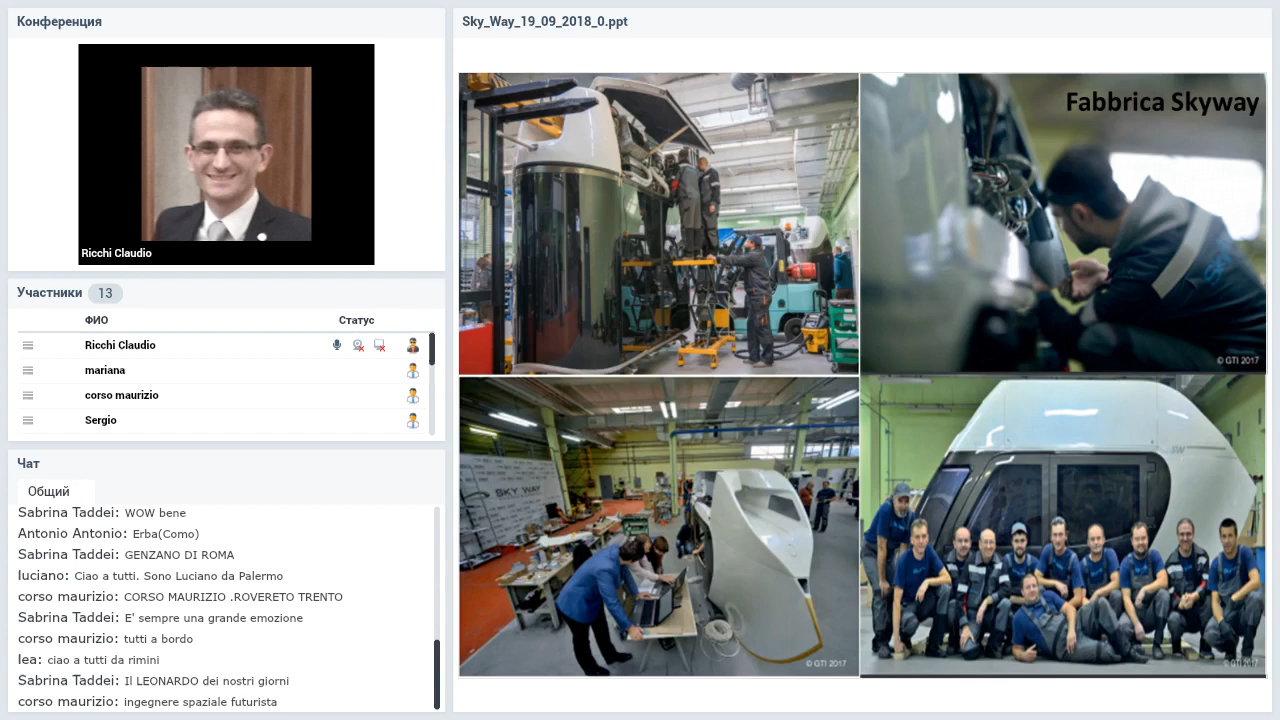 Конференция
Ricchi Claudio
Участники 13
ФИО Статус
Ricchi Claudio
mariana
corso maurizio
Sergio
Чат
Общий
Sabrina Taddei: WOW bene
Antonio Antonio: Erba(Como)
Sabrina Taddei: GENZANO DI ROMA
luciano: Ciao a tutti. Sono Luciano da Palermo
corso maurizio: CORSO MAURIZIO .ROVERETO TRENTO
Sabrina Taddei: E' sempre una grande emozione
corso maurizio: tutti a bordo
lea: ciao a tutti da rimini
Sabrina Taddei: Il LEONARDO dei nostri giorni
corso maurizio: ingegnere spaziale futurista
Sky_Way_19_09_2018_0.ppt
Fabbrica Skyway
© GTI 2017
SKY WAY
© GTI 2017
SW
© GTI 2017